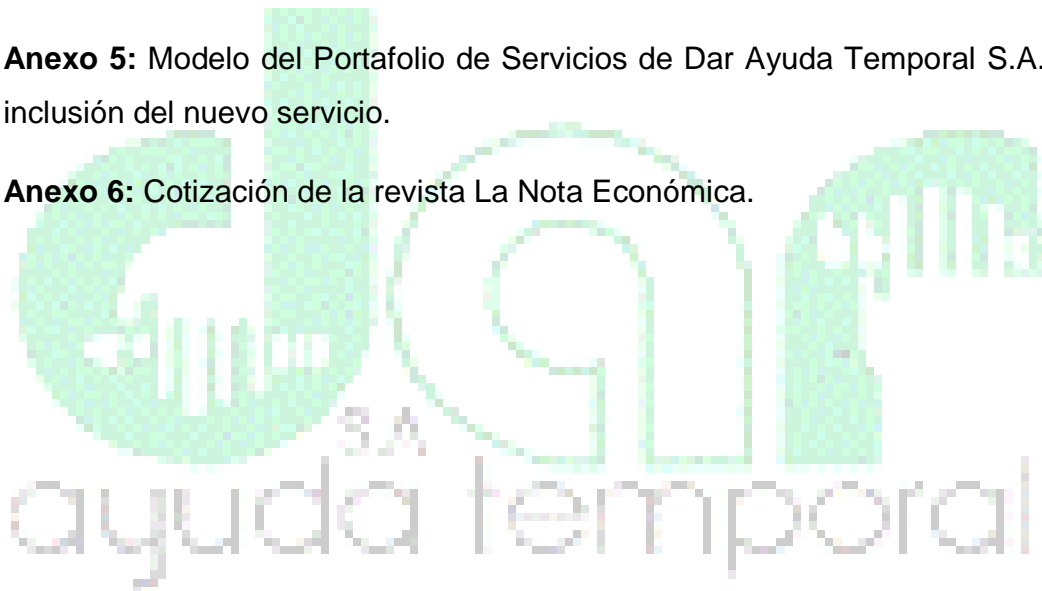 Anexo 5: Modelo del Portafolio de Servicios de Dar Ayuda Temporal S.A.
inclusión del nuevo servicio.
Anexo 6: Cotización de la revista La Nota Económica.
dar
S.A
ayuda temporal